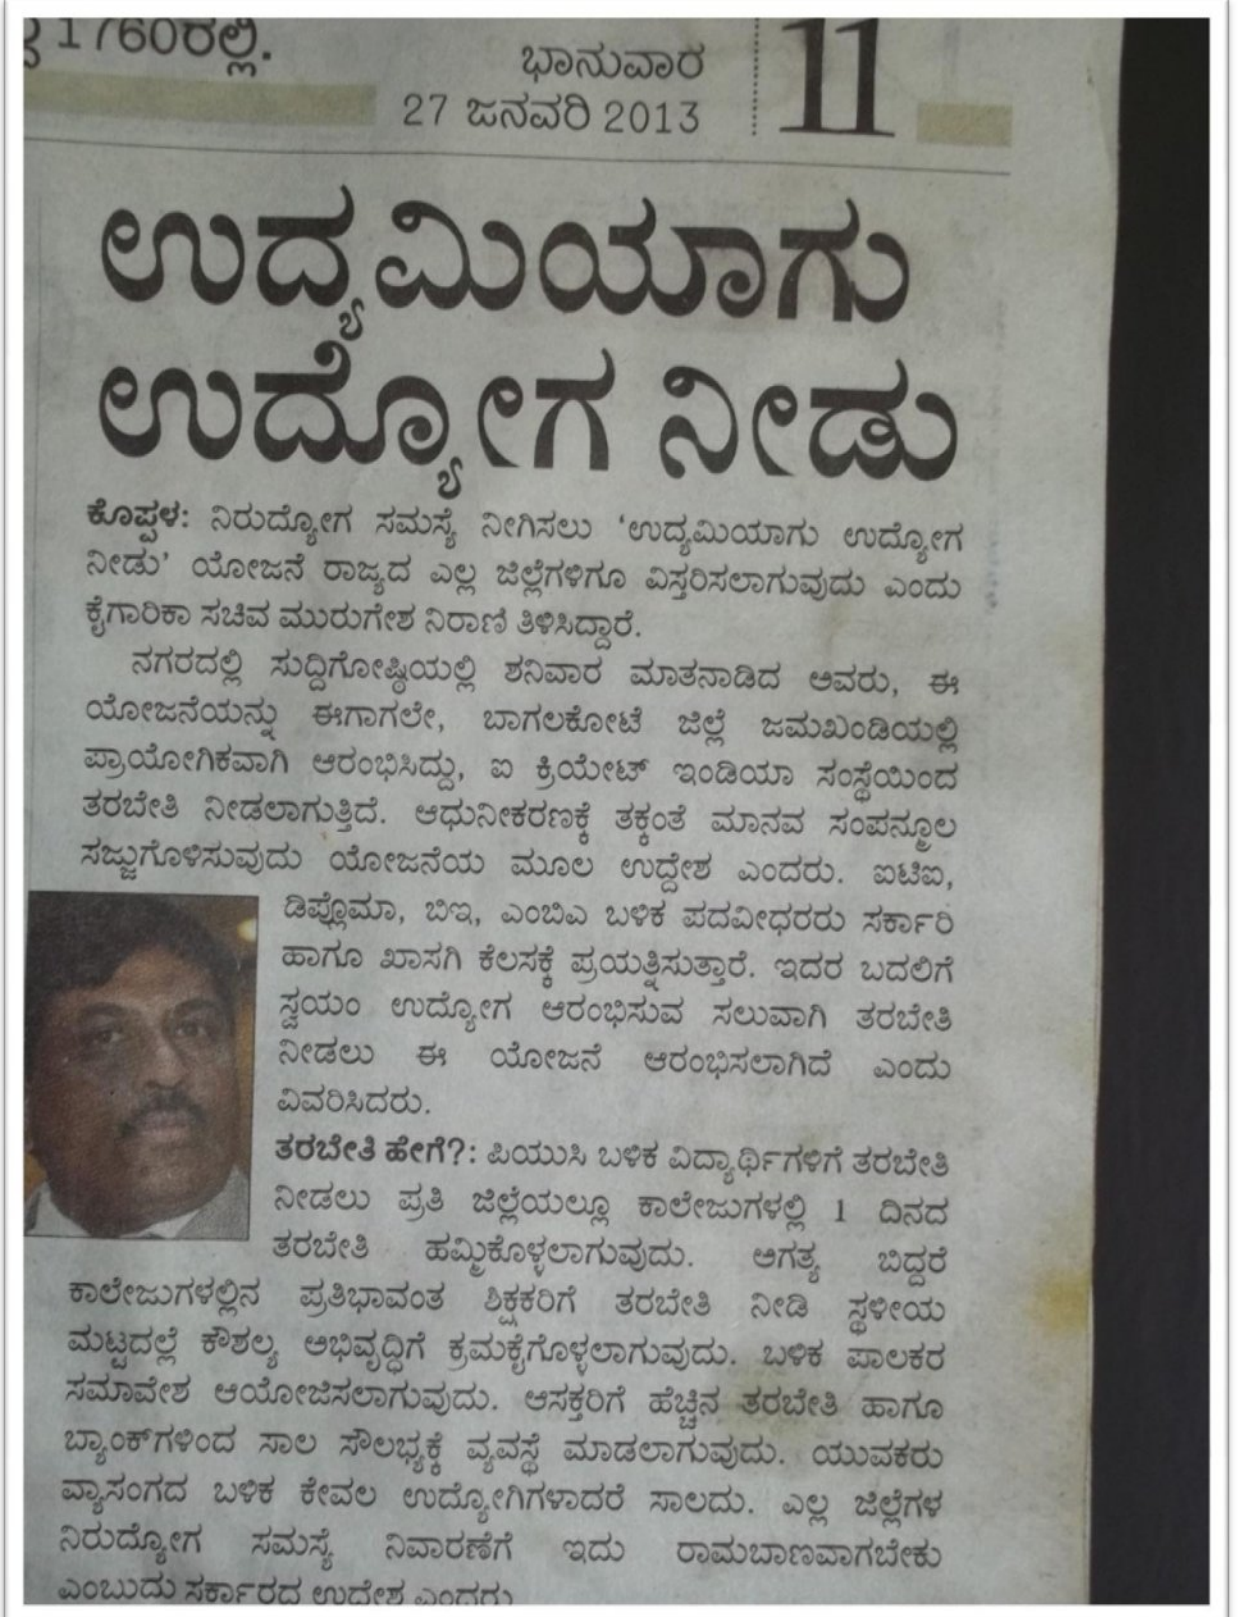 1760ರಲ್ಲಿ.
ಭಾನುವಾರ
27 ಜನವರಿ 2013
11
ಉದ್ಯಮಿಯಾಗು
ಉದ್ಯೋಗ ನೀಡು
ಕೊಪ್ಪಳ: ನಿರುದ್ಯೋಗ ಸಮಸ್ಯೆ ನೀಗಿಸಲು ‘ಉದ್ಯಮಿಯಾಗು ಉದ್ಯೋಗ
ನೀಡು’ ಯೋಜನೆ ರಾಜ್ಯದ ಎಲ್ಲ ಜಿಲ್ಲೆಗಳಿಗೂ ವಿಸ್ತರಿಸಲಾಗುವುದು ಎಂದು
ಕೈಗಾರಿಕಾ ಸಚಿವ ಮುರುಗೇಶ ನಿರಾಣಿ ತಿಳಿಸಿದ್ದಾರೆ.
ನಗರದಲ್ಲಿ ಸುದ್ದಿಗೋಷ್ಠಿಯಲ್ಲಿ ಶನಿವಾರ ಮಾತನಾಡಿದ ಅವರು, ಈ
ಯೋಜನೆಯನ್ನು ಈಗಾಗಲೇ, ಬಾಗಲಕೋಟೆ ಜಿಲ್ಲೆ ಜಮಖಂಡಿಯಲ್ಲಿ
ಪ್ರಾಯೋಗಿಕವಾಗಿ ಆರಂಭಿಸಿದ್ದು, ಐ ಕ್ರಿಯೇಟ್ ಇಂಡಿಯಾ ಸಂಸ್ಥೆಯಿಂದ
ತರಬೇತಿ ನೀಡಲಾಗುತ್ತಿದೆ. ಆಧುನೀಕರಣಕ್ಕೆ ತಕ್ಕಂತೆ ಮಾನವ ಸಂಪನ್ಮೂಲ
ಸಜ್ಜುಗೊಳಿಸುವುದು ಯೋಜನೆಯ ಮೂಲ ಉದ್ದೇಶ ಎಂದರು. ಐಟಿಐ,
ಡಿಪ್ಲೊಮಾ, ಬಿಇ, ಎಂಬಿಎ ಬಳಿಕ ಪದವೀಧರರು ಸರ್ಕಾರಿ
ಹಾಗೂ ಖಾಸಗಿ ಕೆಲಸಕ್ಕೆ ಪ್ರಯತ್ನಿಸುತ್ತಾರೆ. ಇದರ ಬದಲಿಗೆ
ಸ್ವಯಂ ಉದ್ಯೋಗ ಆರಂಭಿಸುವ ಸಲುವಾಗಿ ತರಬೇತಿ
ನೀಡಲು ಈ ಯೋಜನೆ ಆರಂಭಿಸಲಾಗಿದೆ ಎಂದು
ವಿವರಿಸಿದರು.
ತರಬೇತಿ ಹೇಗೆ?: ಪಿಯುಸಿ ಬಳಿಕ ವಿದ್ಯಾರ್ಥಿಗಳಿಗೆ ತರಬೇತಿ
ನೀಡಲು ಪ್ರತಿ ಜಿಲ್ಲೆಯಲ್ಲೂ ಕಾಲೇಜುಗಳಲ್ಲಿ 1 ದಿನದ
ತರಬೇತಿ ಹಮ್ಮಿಕೊಳ್ಳಲಾಗುವುದು. ಅಗತ್ಯ ಬಿದ್ದರೆ
ಕಾಲೇಜುಗಳಲ್ಲಿನ ಪ್ರತಿಭಾವಂತ ಶಿಕ್ಷಕರಿಗೆ ತರಬೇತಿ ನೀಡಿ ಸ್ಥಳೀಯ
ಮಟ್ಟದಲ್ಲೆ ಕೌಶಲ್ಯ ಅಭಿವೃದ್ಧಿಗೆ ಕ್ರಮಕೈಗೊಳ್ಳಲಾಗುವುದು. ಬಳಿಕ ಪಾಲಕರ
ಸಮಾವೇಶ ಆಯೋಜಿಸಲಾಗುವುದು. ಆಸಕ್ತರಿಗೆ ಹೆಚ್ಚಿನ ತರಬೇತಿ ಹಾಗೂ
ಬ್ಯಾಂಕ್‌ಗಳಿಂದ ಸಾಲ ಸೌಲಭ್ಯಕ್ಕೆ ವ್ಯವಸ್ಥೆ ಮಾಡಲಾಗುವುದು. ಯುವಕರು
ವ್ಯಾಸಂಗದ ಬಳಿಕ ಕೇವಲ ಉದ್ಯೋಗಿಗಳಾದರೆ ಸಾಲದು. ಎಲ್ಲ ಜಿಲ್ಲೆಗಳ
ನಿರುದ್ಯೋಗ ಸಮಸ್ಯೆ ನಿವಾರಣೆಗೆ ಇದು ರಾಮಬಾಣವಾಗಬೇಕು
ಎಂಬುದು ಸರ್ಕಾರದ ಉದ್ದೇಶ ಎಂದರು